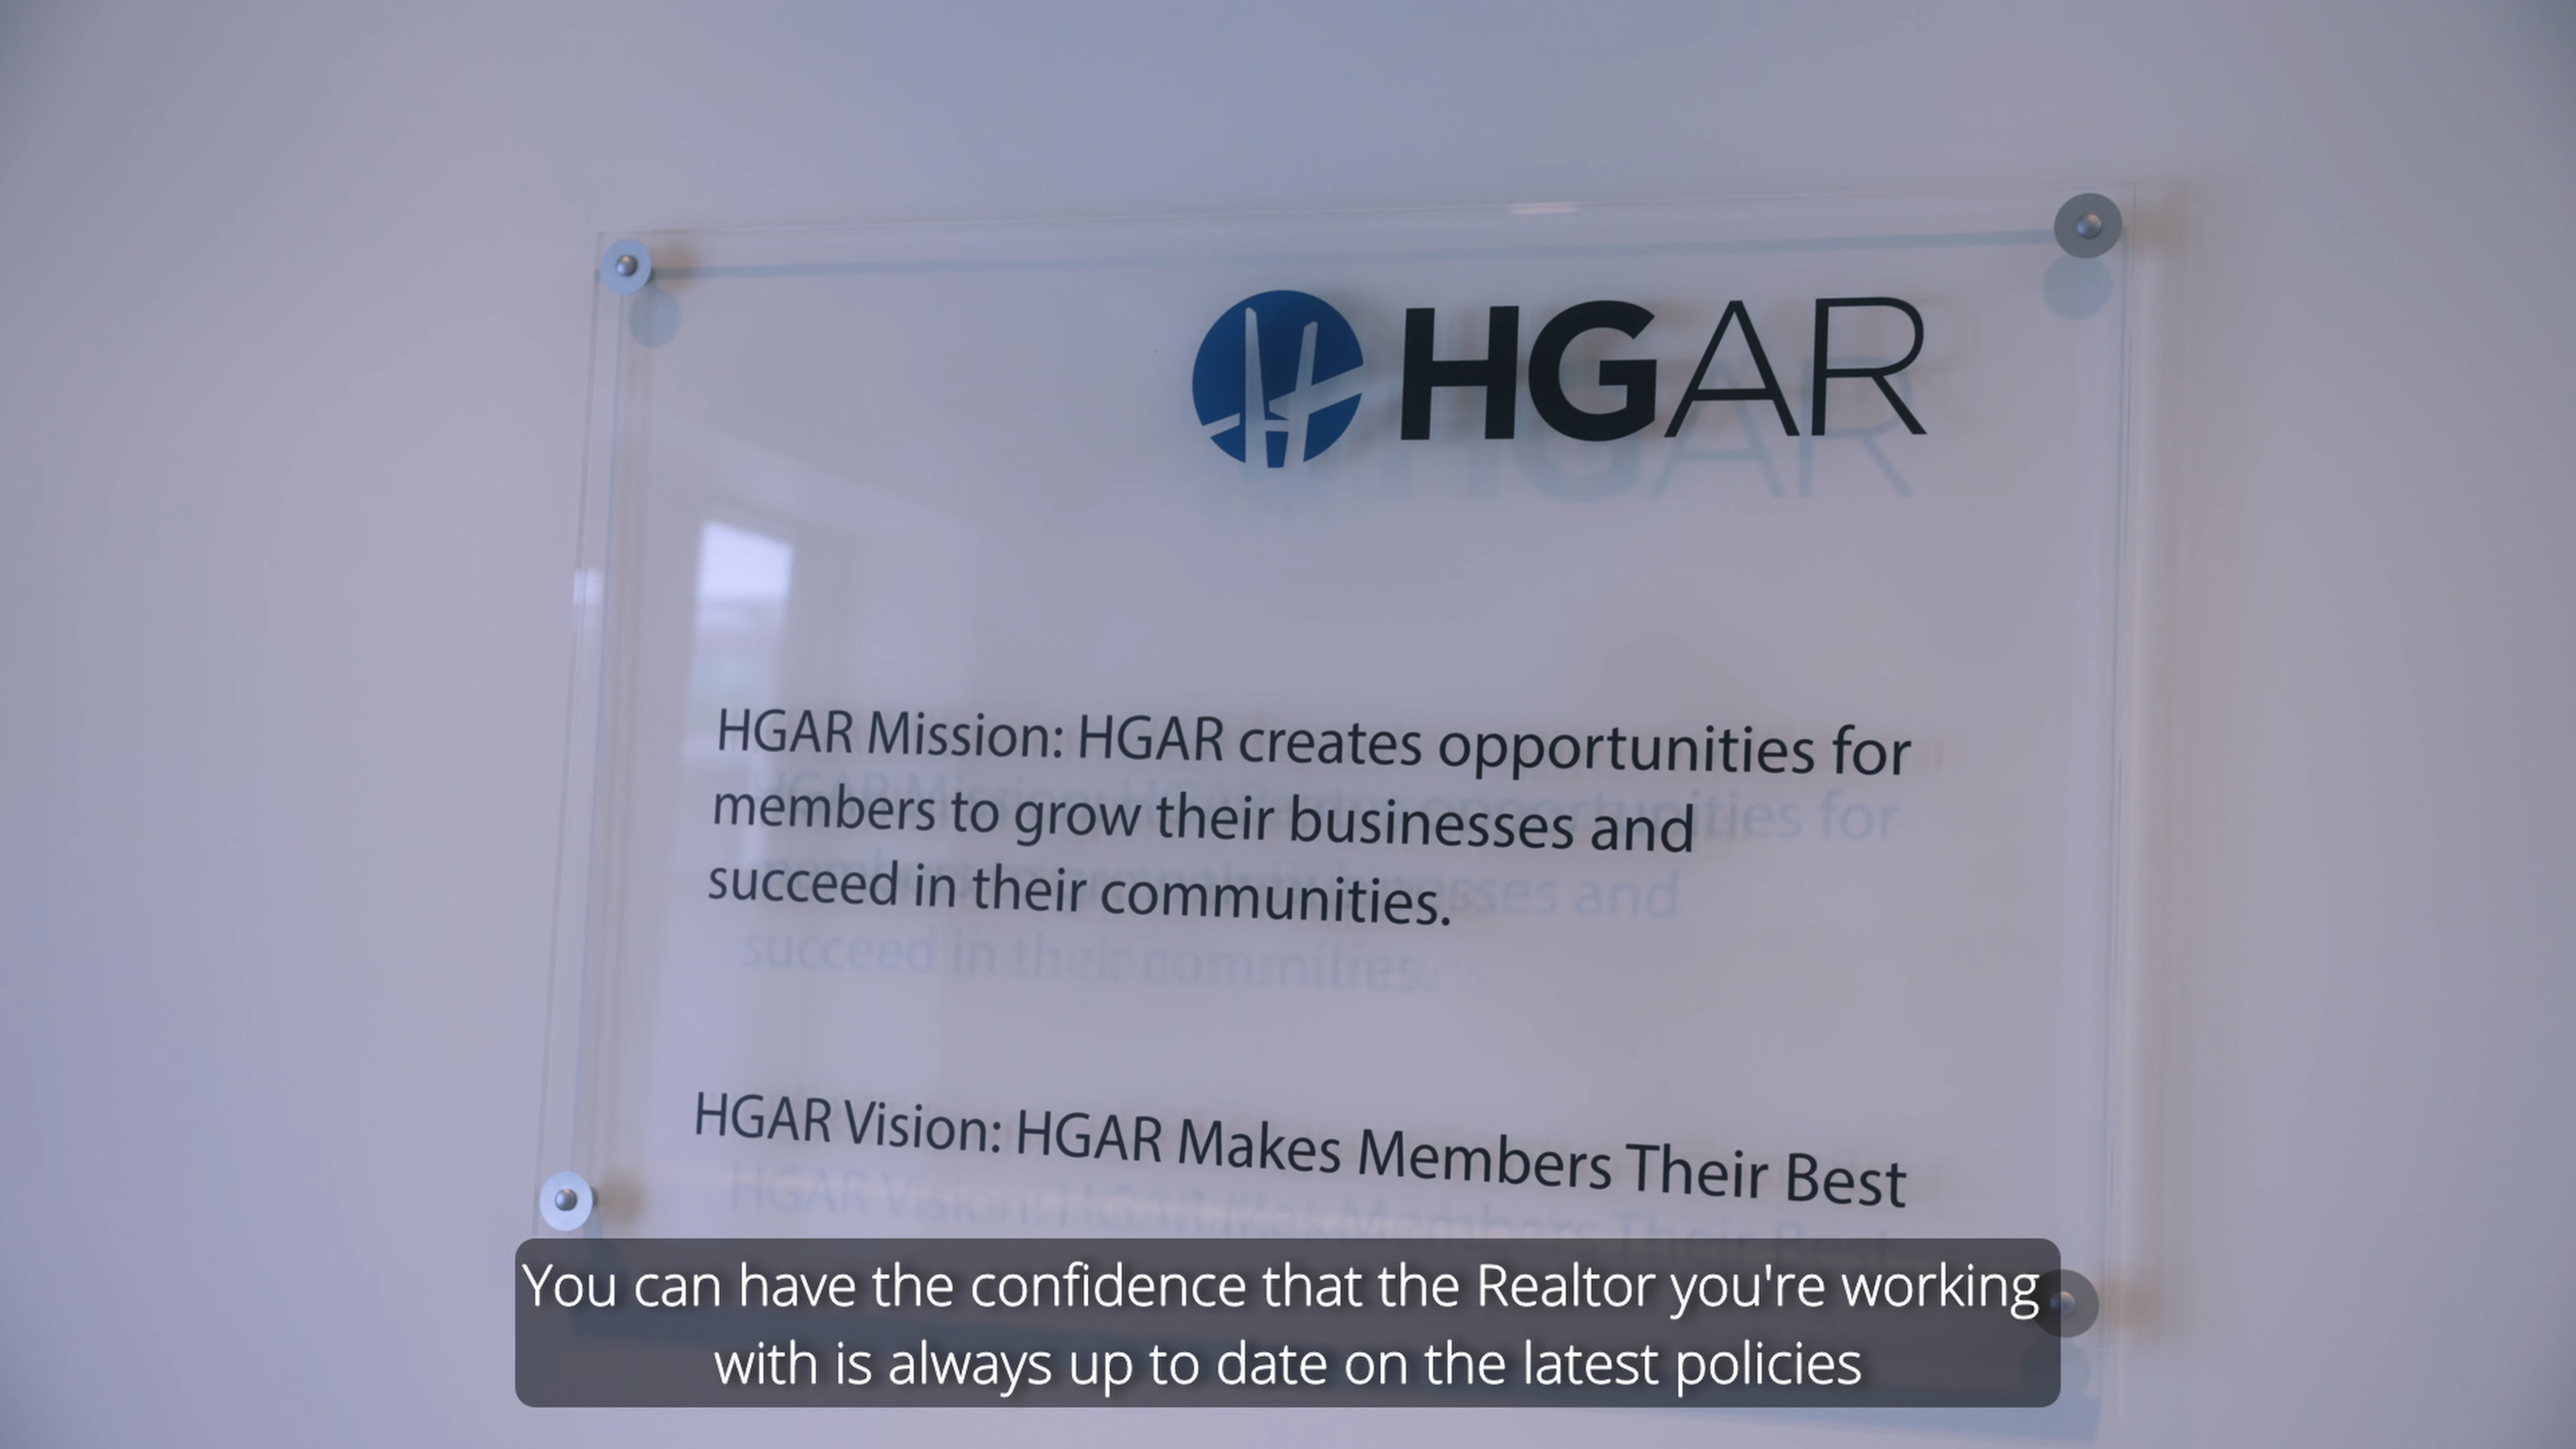 HGAR
HGAR Mission: HGAR creates opportunities for
members to grow their businesses and
succeed in their communities.
HGAR Vision: HGAR Makes Members Their Best
You can have the confidence that the Realtor you're working
with is always up to date on the latest policies